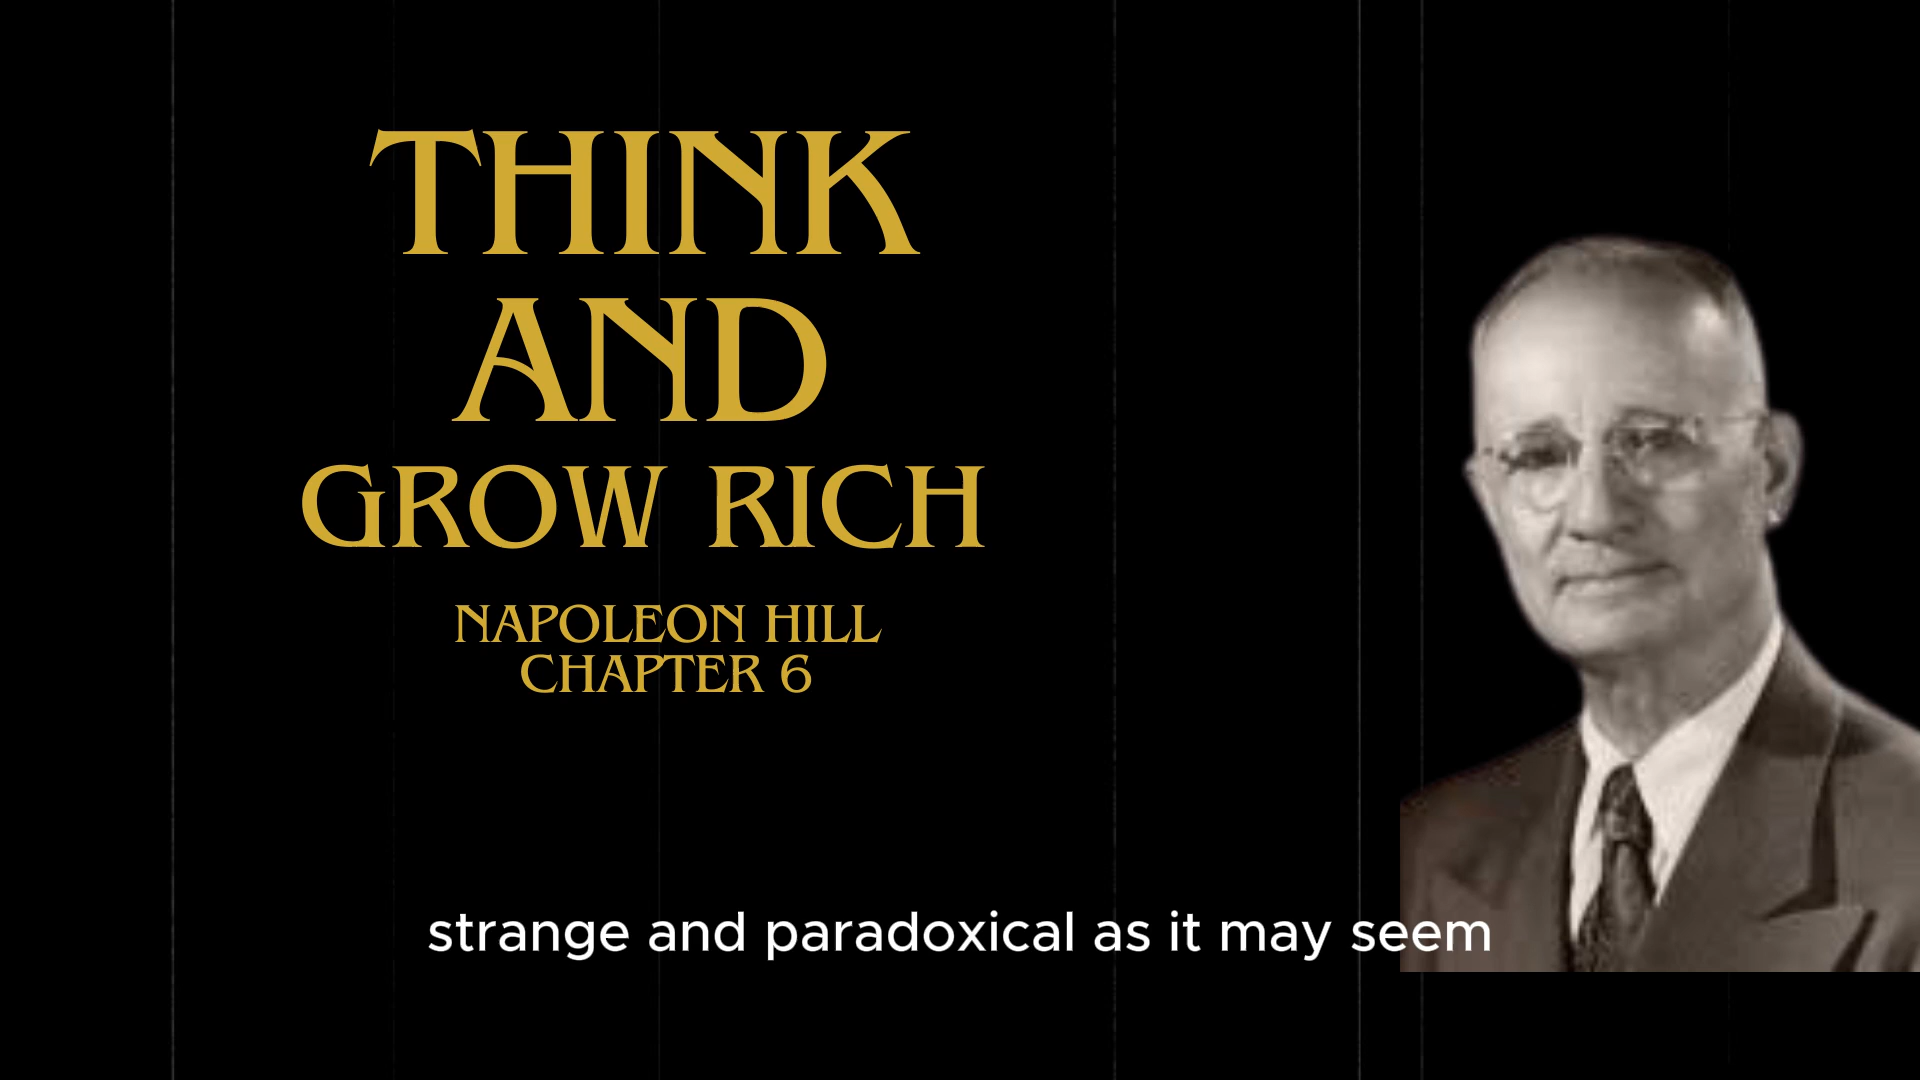 THINK
AND
GROW RICH
NAPOLEON HILL
CHAPTER 6
strange and paradoxical as it may seem